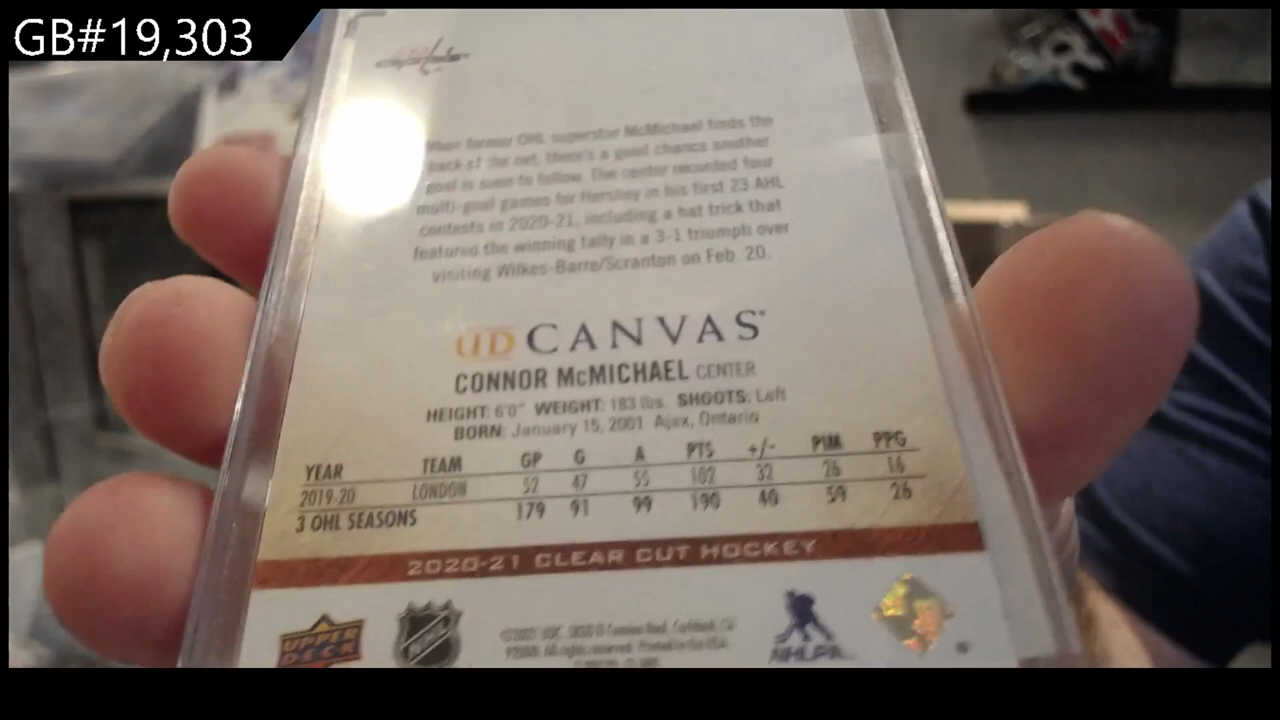 GB#19,303
capitals
When former OHL superstar McMichael finds the
back of the net, there's a good chance another
goal is soon to follow. The center recorded four
multi-goal games for Hershey in his first 23 AHL
contests in 2020-21, including a hat trick that
featured the winning tally in a 3-1 triumph over
visiting Wilkes-Barre/Scranton on Feb. 20.
UD CANVAS
CONNOR McMICHAEL CENTER
HEIGHT: 6'0" WEIGHT: 183 lbs. SHOOTS: Left
BORN: January 15, 2001 Ajax, Ontario
YEAR TEAM GP G A PTS +/- PIM PPG
2019-20 LONDON 52 47 55 102 32 26 16
3 OHL SEASONS 179 91 99 190 40 59 26
2020-21 CLEAR CUT HOCKEY
UPPER DECK
NHL
NHLPA